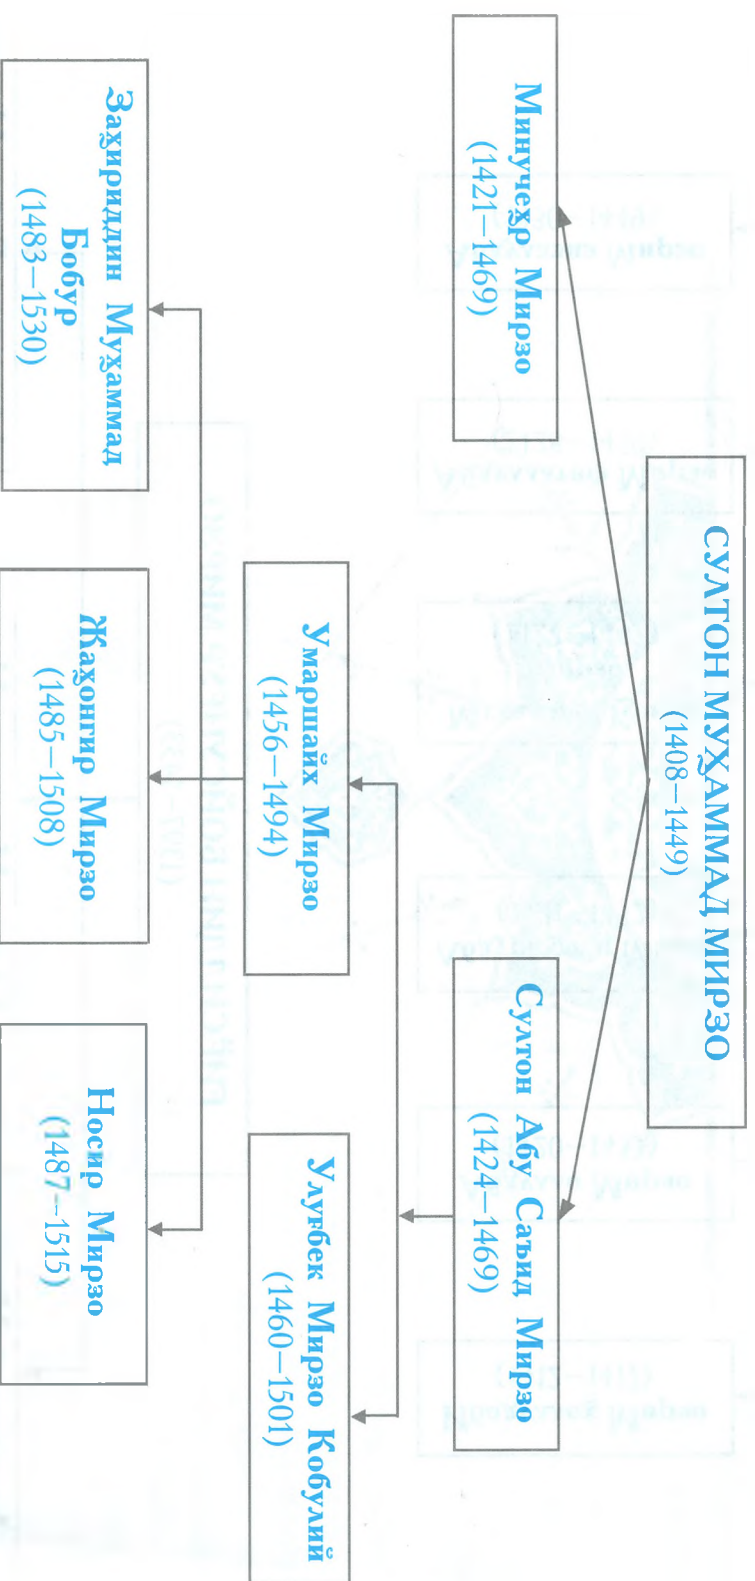 СУЛТОН МУҲАММАД МИРЗО
(1408—1449)
Минучеҳр Мирзо
(1421—1469)
Султон Абу Саъид Мирзо
(1424—1469)
Умаршайх Мирзо
(1456—1494)
Улуғбек Мирзо Кобулий
(1460—1501)
Заҳириддин Муҳаммад
Бобур
(1483—1530)
Жаҳонгир Мирзо
(1485—1508)
Носир Мирзо
(1487—1515)